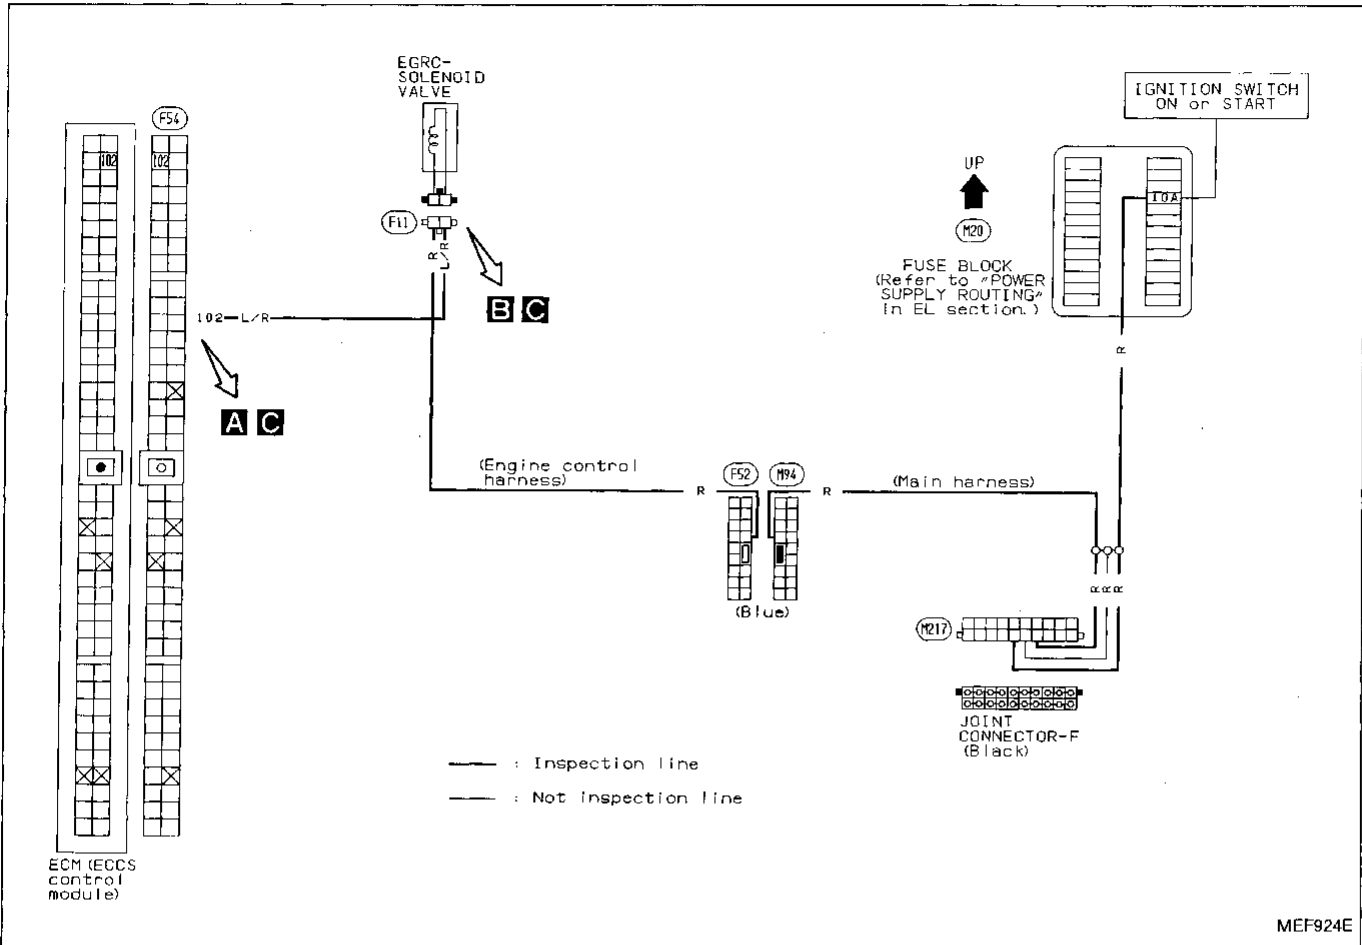 EGRC-
SOLENOID
VALVE
IGNITION SWITCH
ON or START
F54
102
102
UP
10A
F11
M20
R
L/R
FUSE BLOCK
(Refer to "POWER
SUPPLY ROUTING"
in EL section.)
B C
102 L/R
R
A C
(Engine control
harness)
F52
M94
(Main harness)
R
R
R
R
R
(Blue)
M217
JOINT
CONNECTOR-F
(Black)
: Inspection line
: Not inspection line
ECM (ECCS
control
module)
MEF924E